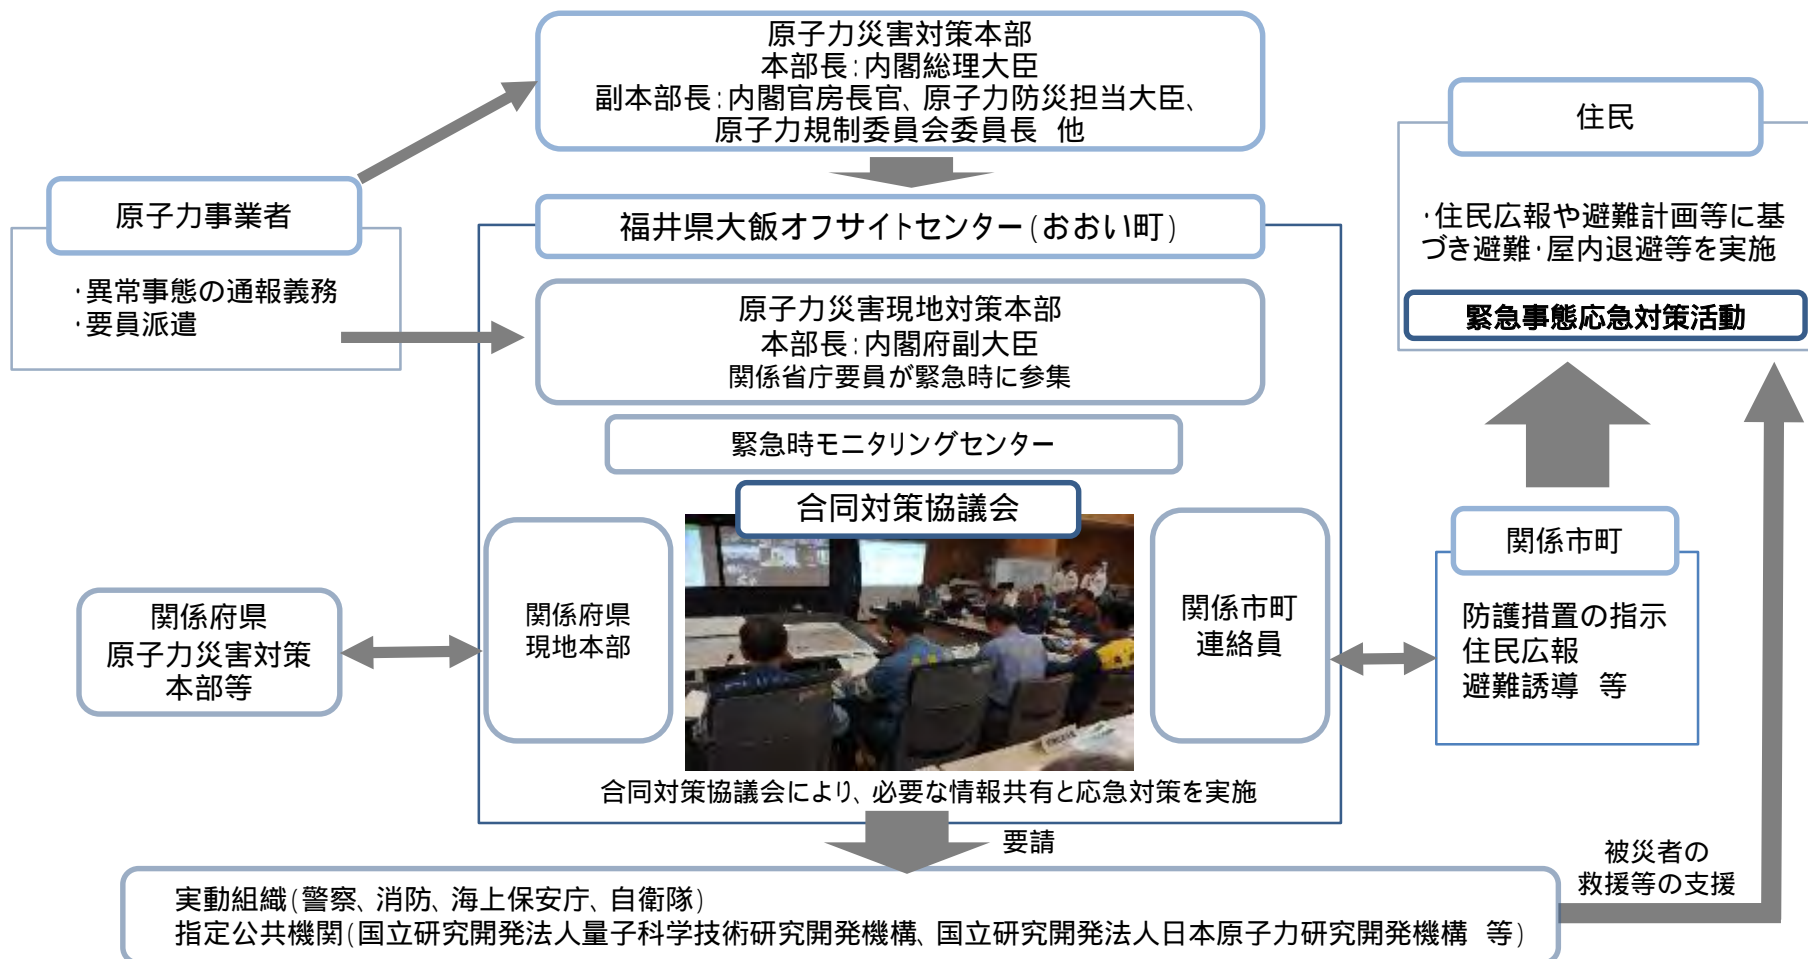 原子力災害対策本部
本部長:内閣総理大臣
副本部長:内閣官房長官、原子力防災担当大臣、
原子力規制委員会委員長 他
原子力事業者
・異常事態の通報義務
・要員派遣
福井県大飯オフサイトセンター(おおい町)
原子力災害現地対策本部
本部長:内閣府副大臣
関係省庁要員が緊急時に参集
緊急時モニタリングセンター
合同対策協議会
関係府県
現地本部
関係市町
連絡員
合同対策協議会により、必要な情報共有と応急対策を実施
関係府県
原子力災害対策
本部等
住民
・住民広報や避難計画等に基
づき避難・屋内退避等を実施
緊急事態応急対策活動
関係市町
防護措置の指示
住民広報
避難誘導 等
要請
被災者の
救援等の支援
実動組織(警察、消防、海上保安庁、自衛隊)
指定公共機関(国立研究開発法人量子科学技術研究開発機構、国立研究開発法人日本原子力研究開発機構 等)